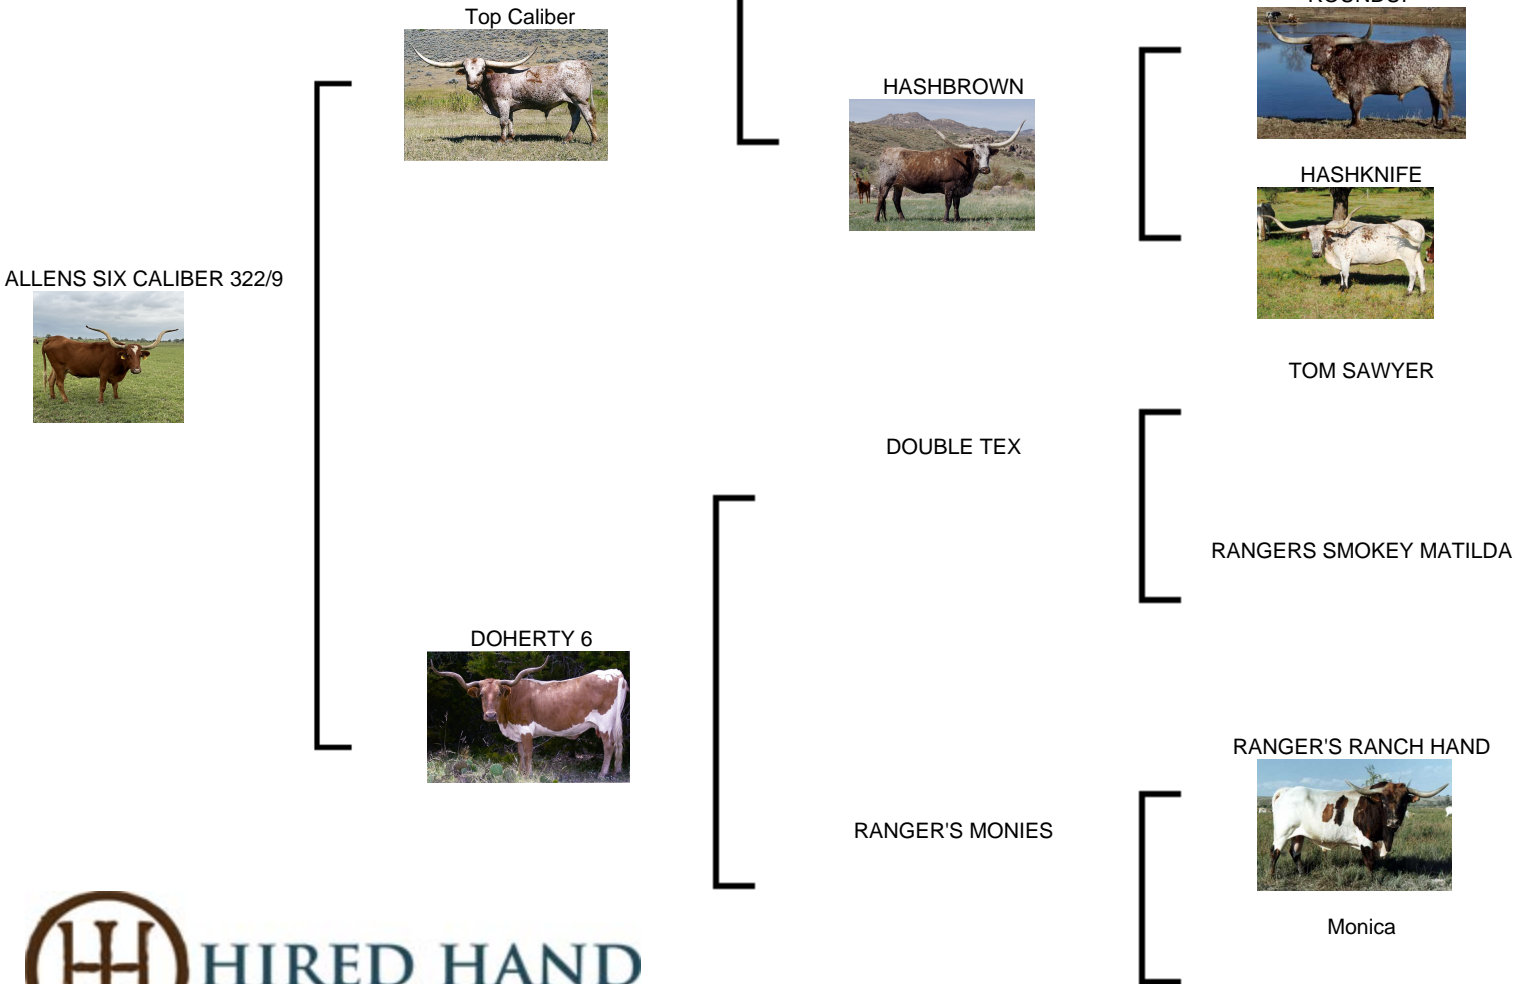 Top Caliber
HASHBROWN
HASHKNIFE
ALLENS SIX CALIBER 322/9
TOM SAWYER
DOUBLE TEX
RANGERS SMOKEY MATILDA
DOHERTY 6
RANGER'S RANCH HAND
RANGER'S MONIES
Monica
HIRED HAND